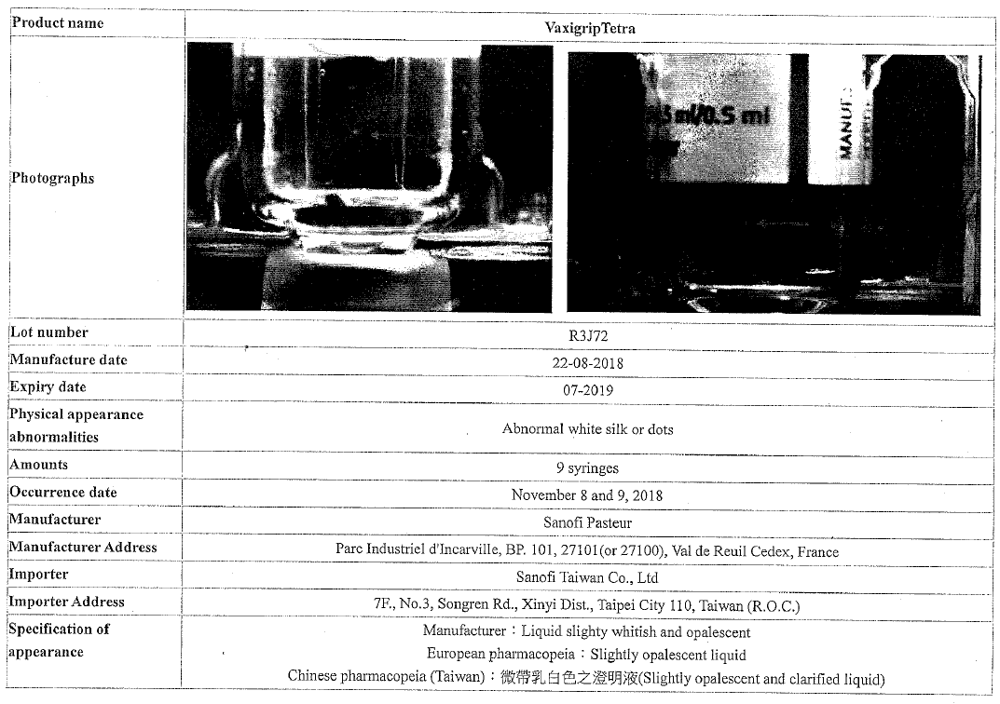 Product name
VaxigripTetra
Photographs
5 ml/0.5 ml
MANUF.
Lot number
R3J72
Manufacture date
22-08-2018
Expiry date
07-2019
Physical appearance
abnormalities
Abnormal white silk or dots
Amounts
9 syringes
Occurrence date
November 8 and 9, 2018
Manufacturer
Sanofi Pasteur
Manufacturer Address
Parc Industriel d'Incarville, BP. 101, 27101(or 27100), Val de Reuil Cedex, France
Importer
Sanofi Taiwan Co., Ltd
Importer Address
7F., No.3, Songren Rd., Xinyi Dist., Taipei City 110, Taiwan (R.O.C.)
Specification of
appearance
Manufacturer：Liquid slighty whitish and opalescent
European pharmacopeia：Slightly opalescent liquid
Chinese pharmacopeia (Taiwan)：微帶乳白色之澄明液(Slightly opalescent and clarified liquid)